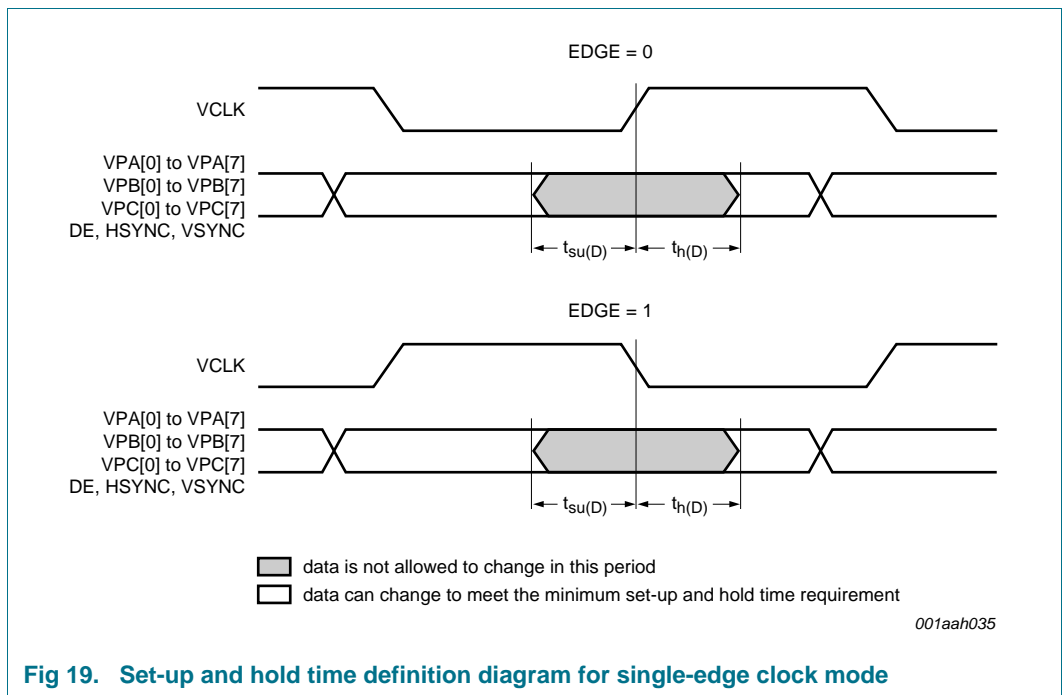 EDGE = 0
VCLK
VPA[0] to VPA[7]
VPB[0] to VPB[7]
VPC[0] to VPC[7]
DE, HSYNC, VSYNC
tsu(D)
th(D)
EDGE = 1
VCLK
VPA[0] to VPA[7]
VPB[0] to VPB[7]
VPC[0] to VPC[7]
DE, HSYNC, VSYNC
tsu(D)
th(D)
data is not allowed to change in this period
data can change to meet the minimum set-up and hold time requirement
001aah035
Fig 19. Set-up and hold time definition diagram for single-edge clock mode